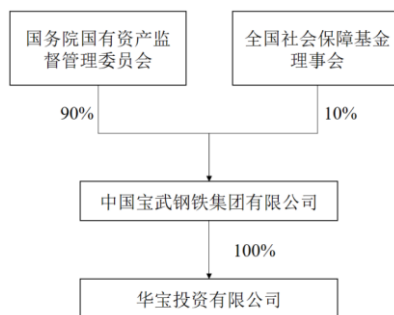 国务院国有资产监
督管理委员会
全国社会保障基金
理事会
90%
10%
中国宝武钢铁集团有限公司
100%
华宝投资有限公司